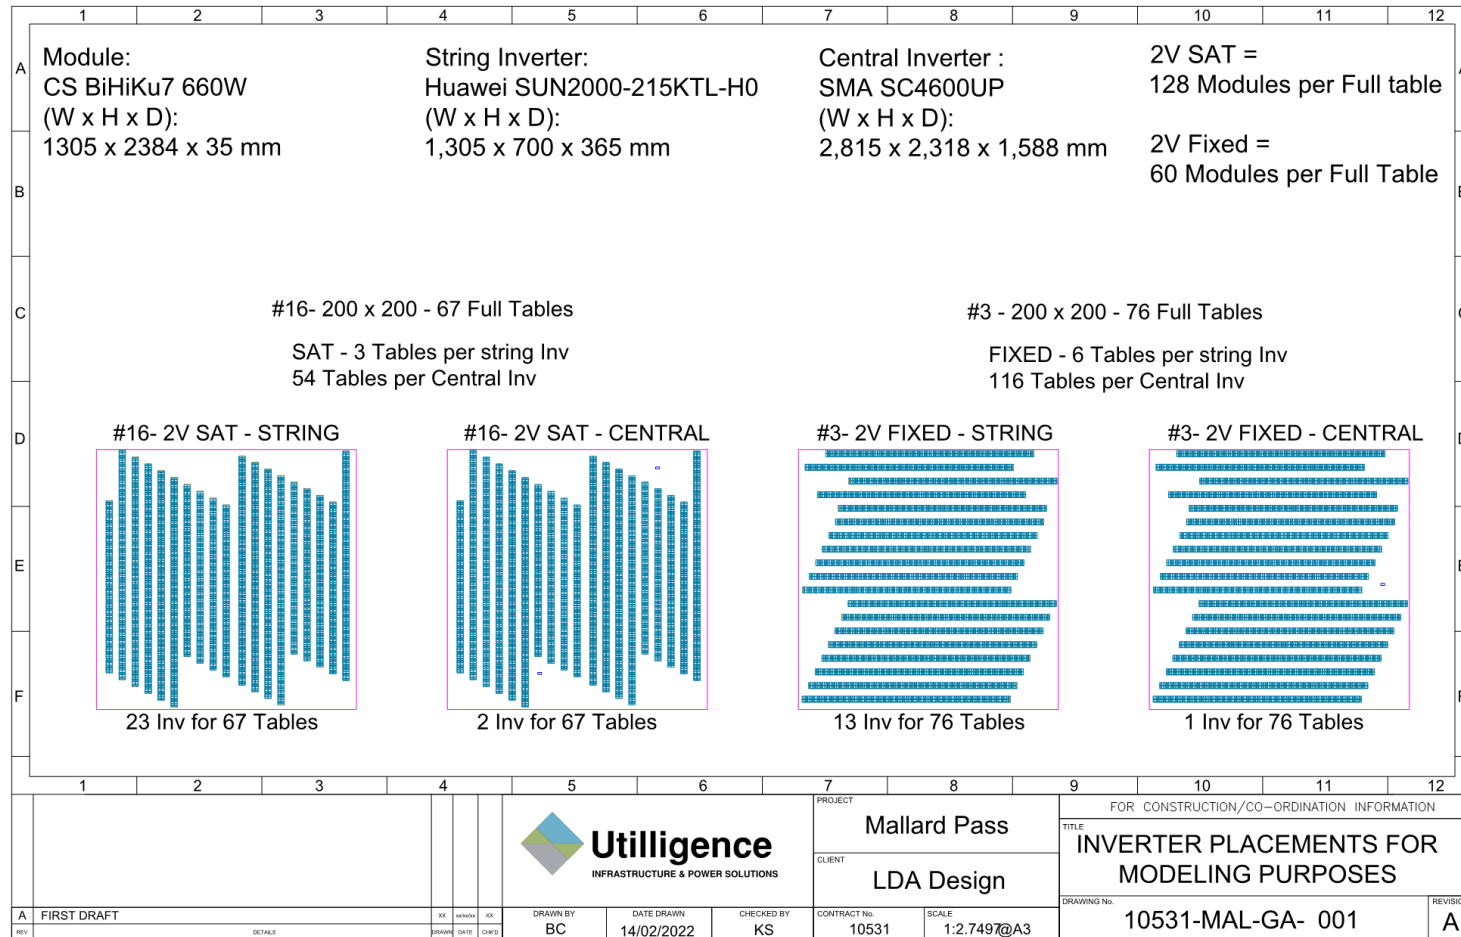 1 2 3 4 5 6 7 8 9 10 11 12
A
B
C
D
E
F
Module:
CS BiHiKu7 660W
(W x H x D):
1305 x 2384 x 35 mm
String Inverter:
Huawei SUN2000-215KTL-H0
(W x H x D):
1,305 x 700 x 365 mm
Central Inverter :
SMA SC4600UP
(W x H x D):
2,815 x 2,318 x 1,588 mm
2V SAT =
128 Modules per Full table
2V Fixed =
60 Modules per Full Table
#16- 200 x 200 - 67 Full Tables
SAT - 3 Tables per string Inv
54 Tables per Central Inv
#3 - 200 x 200 - 76 Full Tables
FIXED - 6 Tables per string Inv
116 Tables per Central Inv
#16- 2V SAT - STRING
#16- 2V SAT - CENTRAL
#3- 2V FIXED - STRING
#3- 2V FIXED - CENTRAL
23 Inv for 67 Tables
2 Inv for 67 Tables
13 Inv for 76 Tables
1 Inv for 76 Tables
1 2 3 4 5 6 7 8 9 10 11 12
A FIRST DRAFT XX xx/xx/xx XX
REV DETAILS DRAWN DATE CHK'D
Utilligence
INFRASTRUCTURE & POWER SOLUTIONS
DRAWN BY
BC
DATE DRAWN
14/02/2022
CHECKED BY
KS
PROJECT
Mallard Pass
CLIENT
LDA Design
CONTRACT No.
10531
SCALE
1:2.7497@A3
FOR CONSTRUCTION/CO-ORDINATION INFORMATION
TITLE
INVERTER PLACEMENTS FOR
MODELING PURPOSES
DRAWING No.
10531-MAL-GA- 001
REVISIO
A